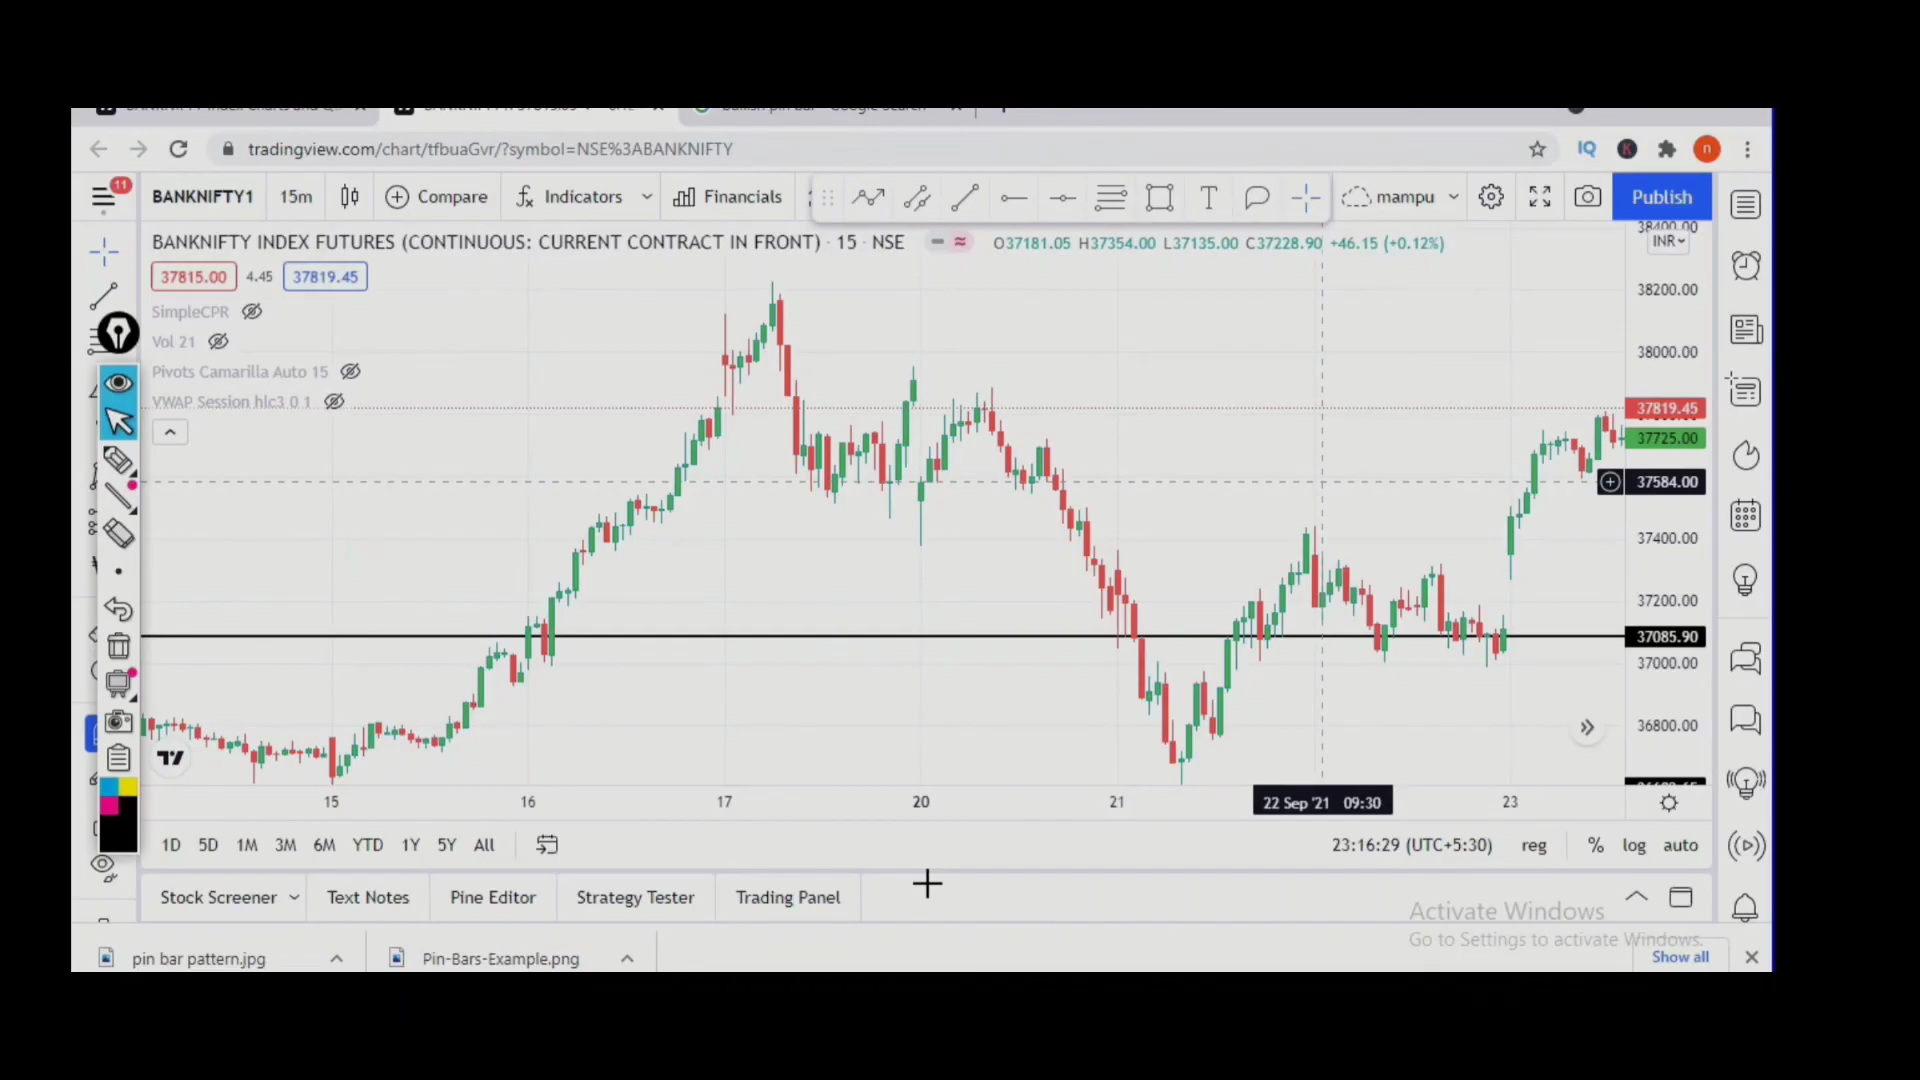 tradingview.com/chart/tfbuaGvr/?symbol=NSE%3ABANKNIFTY
IQ
K
n
11
BANKNIFTY1
15m
Compare
Indicators
Financials
T
mampu
Publish
BANKNIFTY INDEX FUTURES (CONTINUOUS: CURRENT CONTRACT IN FRONT) · 15 · NSE
O37181.05 H37354.00 L37135.00 C37228.90 +46.15 (+0.12%)
38400.00
INR
37815.00 4.45 37819.45
SimpleCPR
Vol 21
Pivots Camarilla Auto 15
VWAP Session hlc3 0 1
38200.00
38000.00
37819.45
37725.00
37584.00
37400.00
37200.00
37085.90
37000.00
36800.00
15 16 17 20 21 22 Sep '21 09:30 23
1D 5D 1M 3M 6M YTD 1Y 5Y All
23:16:29 (UTC+5:30) reg % log auto
Stock Screener Text Notes Pine Editor Strategy Tester Trading Panel
Activate Windows
Go to Settings to activate Windows.
pin bar pattern.jpg Pin-Bars-Example.png Show all